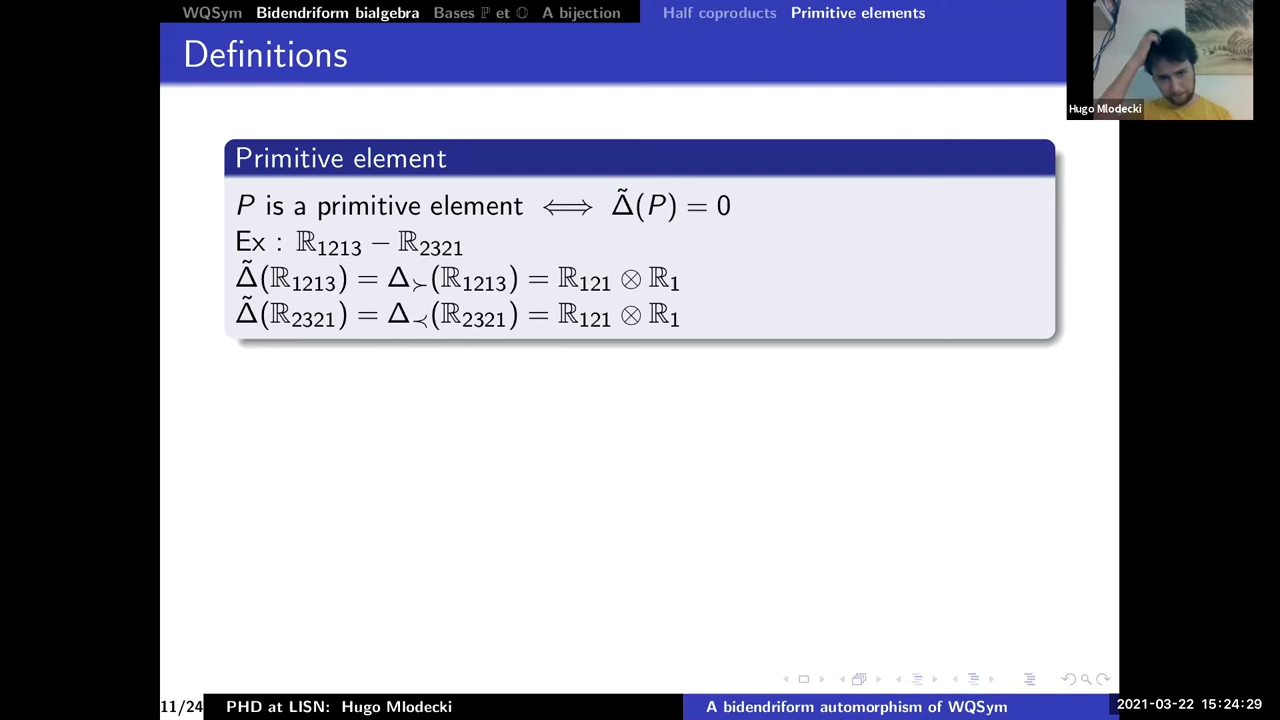 WQSym Bidendriform bialgebra Bases ℙ et 𝕆 A bijection Half coproducts Primitive elements
Definitions
Hugo Mlodecki
Primitive element
P is a primitive element ⟺ Δ̃(P) = 0
Ex : ℝ₁₂₁₃ − ℝ₂₃₂₁
Δ̃(ℝ₁₂₁₃) = Δ≻(ℝ₁₂₁₃) = ℝ₁₂₁ ⊗ ℝ₁
Δ̃(ℝ₂₃₂₁) = Δ≺(ℝ₂₃₂₁) = ℝ₁₂₁ ⊗ ℝ₁
11/24 PHD at LISN: Hugo Mlodecki A bidendriform automorphism of WQSym 2021-03-22 15:24:29